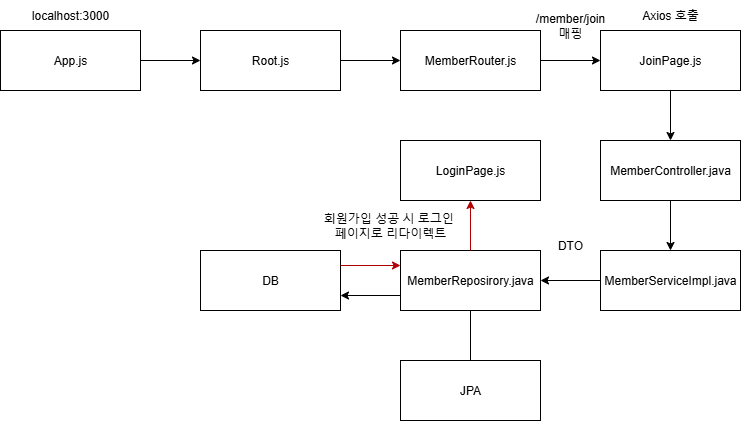 localhost:3000
/member/join
매핑
Axios 호출
App.js
Root.js
MemberRouter.js
JoinPage.js
LoginPage.js
MemberController.java
회원가입 성공 시 로그인
페이지로 리다이렉트
DTO
DB
MemberReposirory.java
MemberServiceImpl.java
JPA